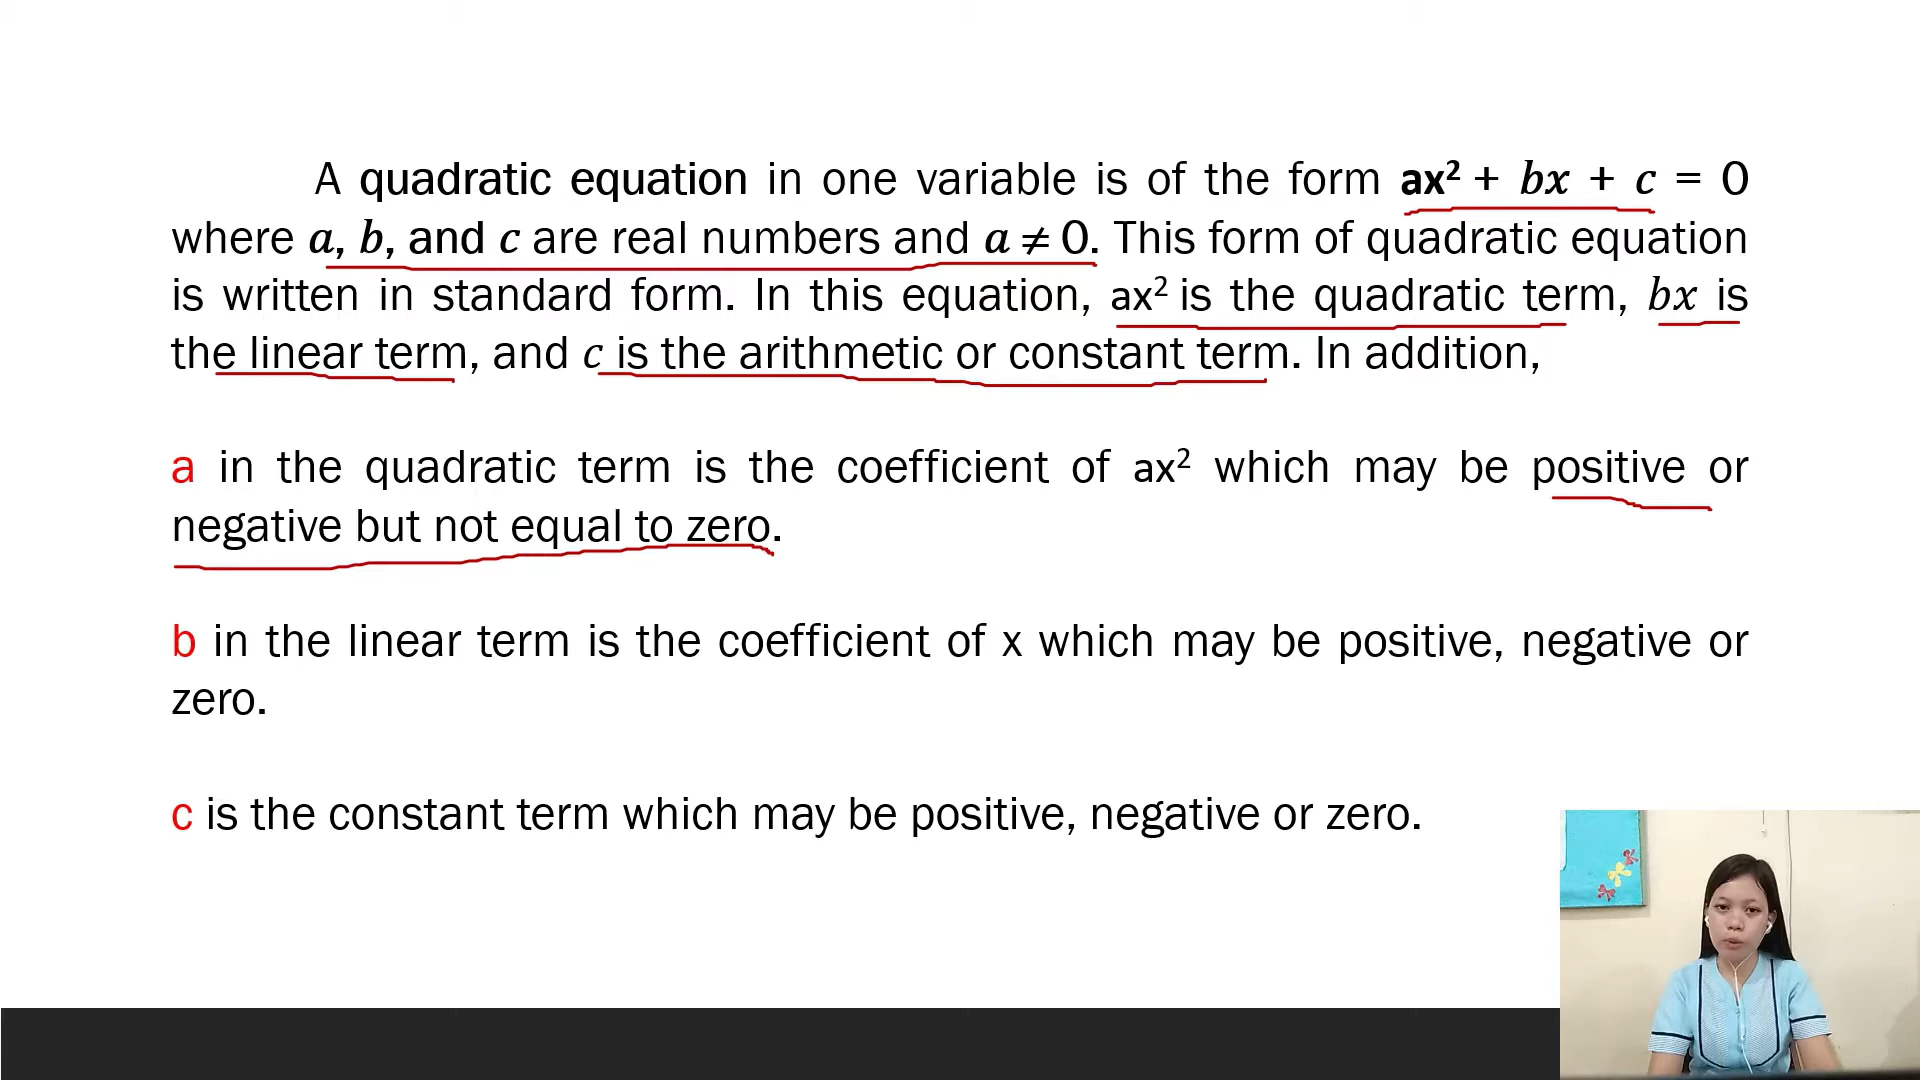 A quadratic equation in one variable is of the form ax² + bx + c = 0
where a, b, and c are real numbers and a ≠ 0. This form of quadratic equation
is written in standard form. In this equation, ax² is the quadratic term, bx is
the linear term, and c is the arithmetic or constant term. In addition,
a in the quadratic term is the coefficient of ax² which may be positive or
negative but not equal to zero.
b in the linear term is the coefficient of x which may be positive, negative or
zero.
c is the constant term which may be positive, negative or zero.